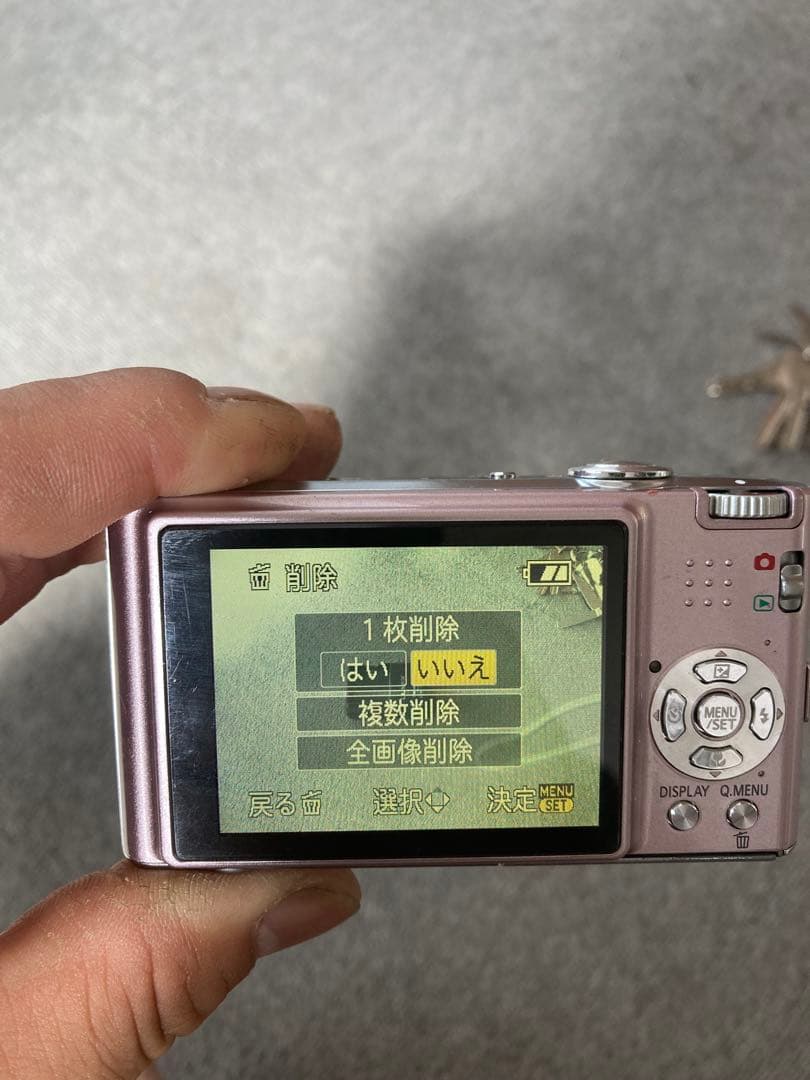 削除
1枚削除
はい いいえ
複数削除
全画像削除
戻る 選択 決定 MENU SET
MENU /SET
DISPLAY Q.MENU